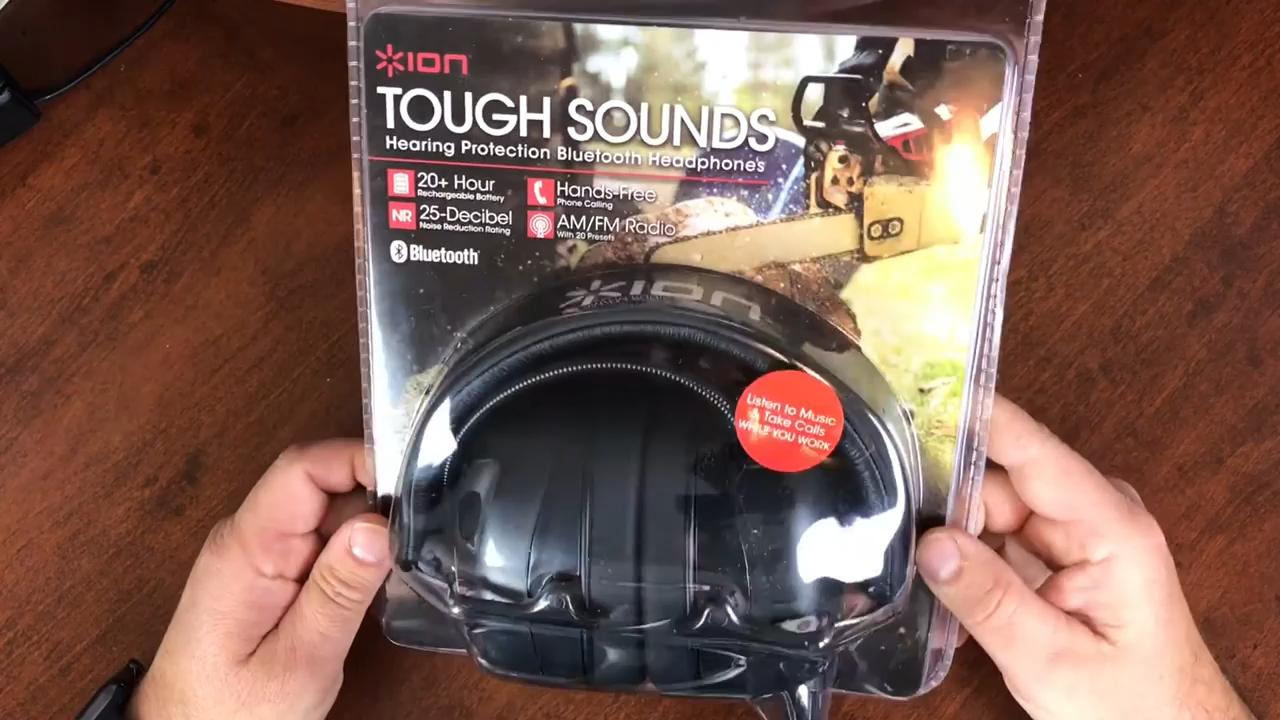 ION
TOUGH SOUNDS
Hearing Protection Bluetooth Headphones
20+ Hour
Rechargeable Battery
Hands-Free
Phone Calling
NR
25-Decibel
Noise Reduction Rating
AM/FM Radio
With 20 Presets
Bluetooth
ION
Listen to Music
& Take Calls
WHILE YOU WORK